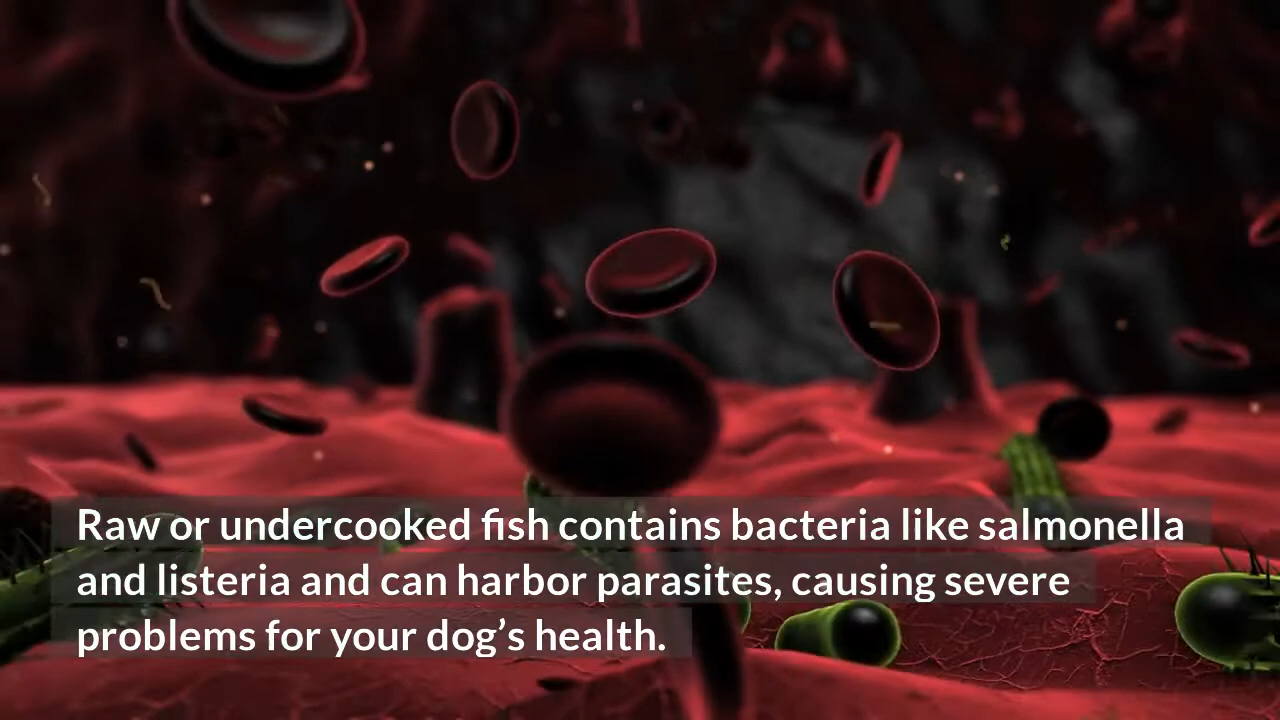 Raw or undercooked fish contains bacteria like salmonella
and listeria and can harbor parasites, causing severe
problems for your dog’s health.